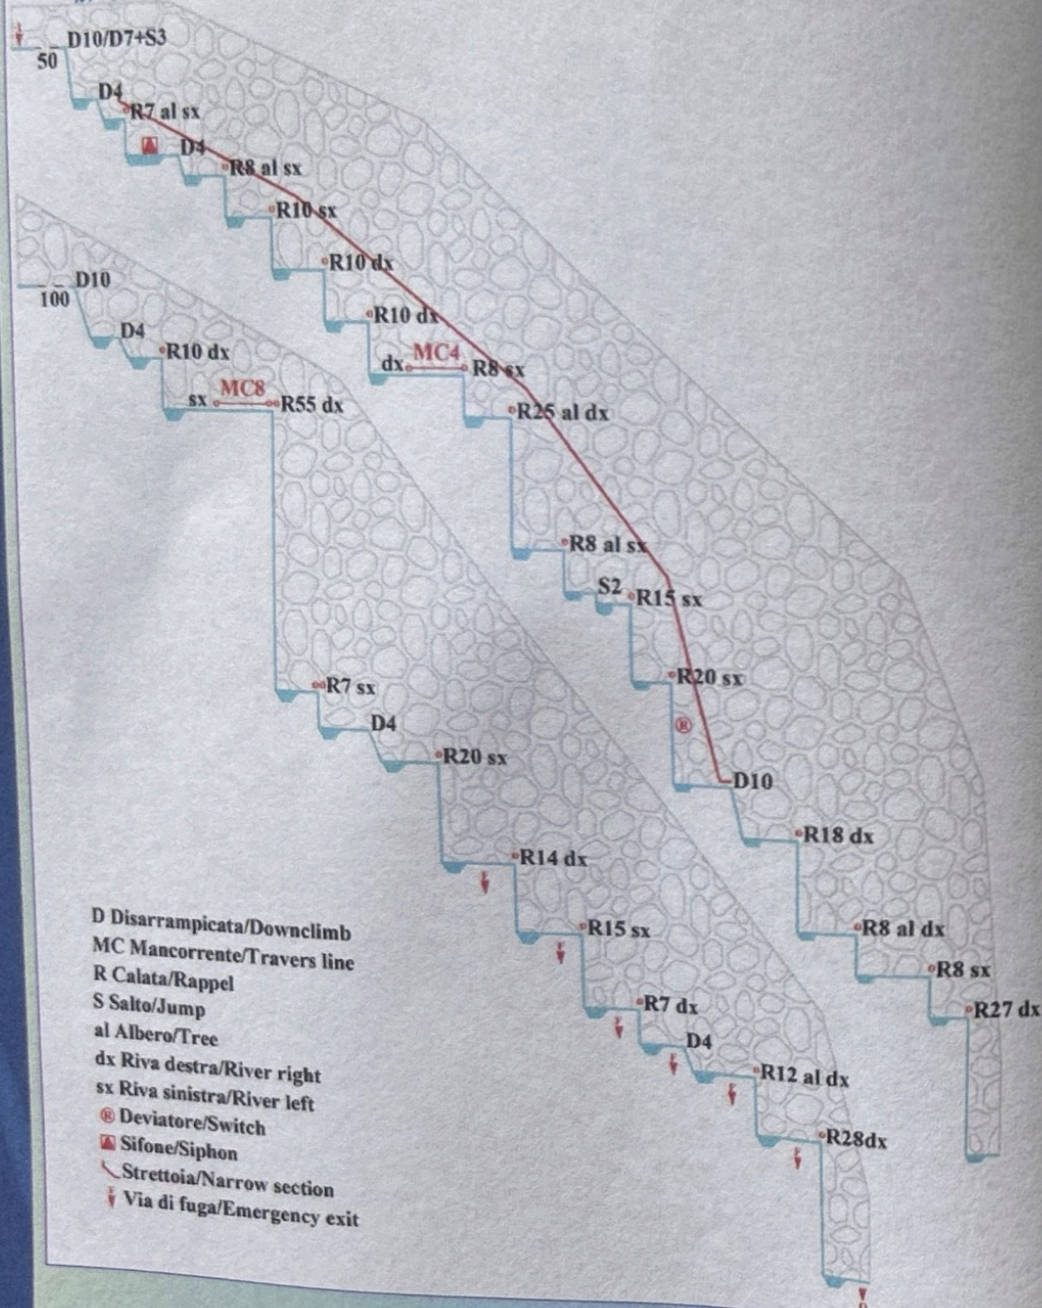 D10/D7+S3
50
D4
R7 al sx
D4
R8 al sx
R10 sx
R10 dx
R10 dx
dx MC4 R8 sx
R25 al dx
R8 al sx
S2 R15 sx
R20 sx
R
D10
R18 dx
R8 al dx
R8 sx
R27 dx
D10
100
D4
R10 dx
sx MC8 R55 dx
R7 sx
D4
R20 sx
R14 dx
R15 sx
R7 dx
D4
R12 al dx
R28dx
D Disarrampicata/Downclimb
MC Mancorrente/Travers line
R Calata/Rappel
S Salto/Jump
al Albero/Tree
dx Riva destra/River right
sx Riva sinistra/River left
® Deviatore/Switch
Sifone/Siphon
Strettoia/Narrow section
Via di fuga/Emergency exit